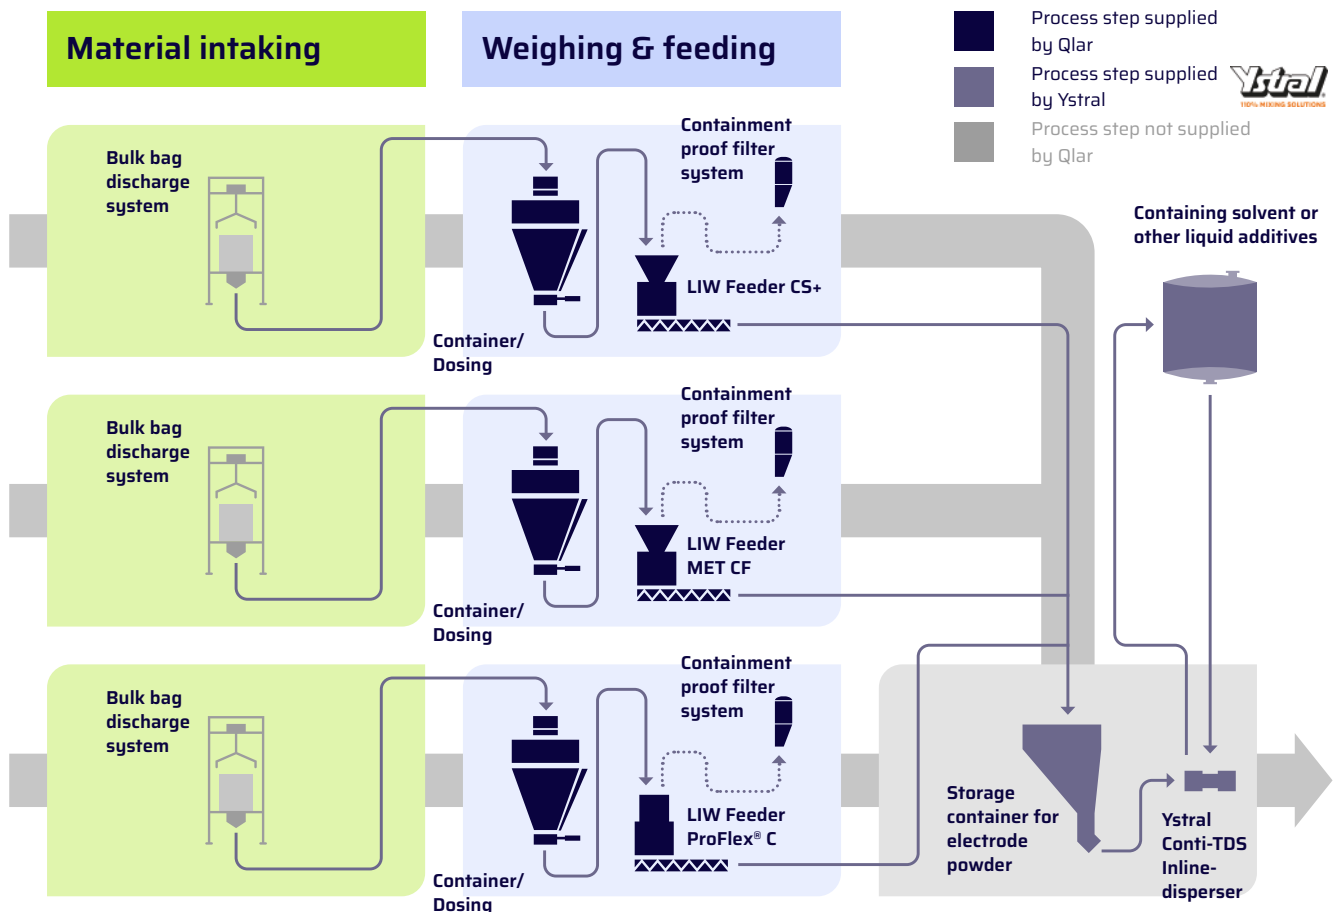 Material intaking
Weighing & feeding
Process step supplied
by Qlar
Process step supplied
by Ystral
Ystral
110% MIXING SOLUTIONS
Process step not supplied
by Qlar
Bulk bag
discharge
system
Containment
proof filter
system
LIW Feeder CS+
Container/
Dosing
Containing solvent or
other liquid additives
Bulk bag
discharge
system
Containment
proof filter
system
LIW Feeder
MET CF
Container/
Dosing
Bulk bag
discharge
system
Containment
proof filter
system
LIW Feeder
ProFlex® C
Container/
Dosing
Storage
container for
electrode
powder
Ystral
Conti-TDS
Inline-
disperser